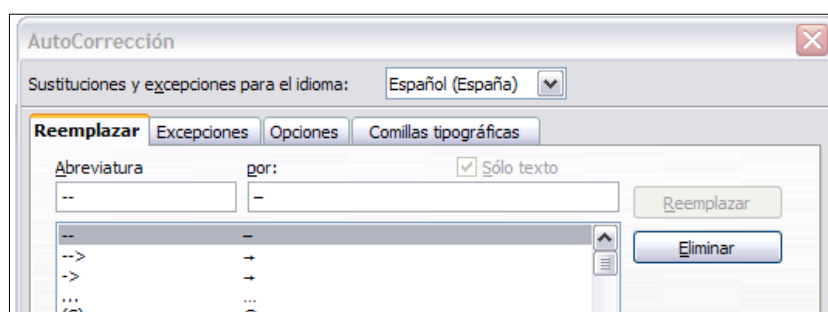 AutoCorrección
Sustituciones y excepciones para el idioma: Español (España)
Reemplazar Excepciones Opciones Comillas tipográficas
Abreviatura por: Sólo texto
-- –
Reemplazar
-- –
Eliminar
--> →
-> →
... …